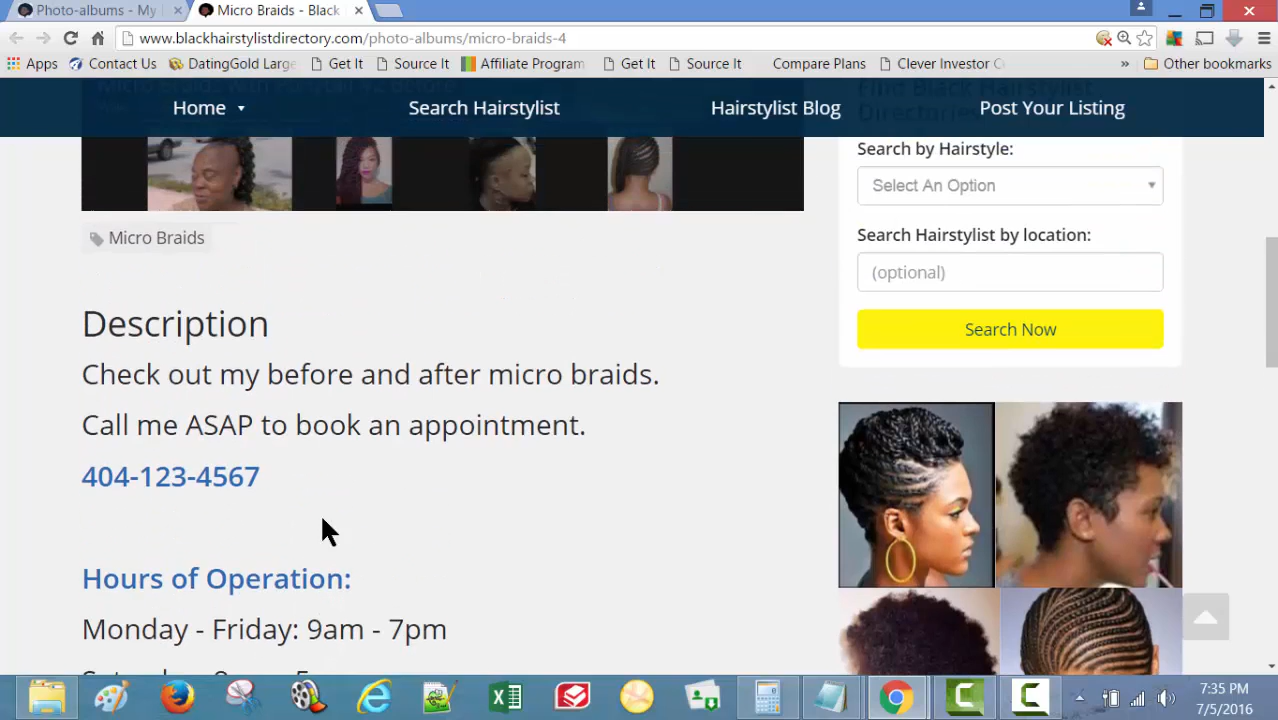 Photo-albums - My
Micro Braids - Black
www.blackhairstylistdirectory.com/photo-albums/micro-braids-4
Apps Contact Us DatingGold Large Get It Source It Affiliate Program Get It Source It Compare Plans Clever Investor C » Other bookmarks
Home Search Hairstylist Hairstylist Blog Post Your Listing
Find Black Hairstylist
Directories
Search by Hairstyle:
Select An Option
Micro Braids
Search Hairstylist by location:
(optional)
Search Now
Description
Check out my before and after micro braids.
Call me ASAP to book an appointment.
404-123-4567
Hours of Operation:
Monday - Friday: 9am - 7pm
7:35 PM
7/5/2016